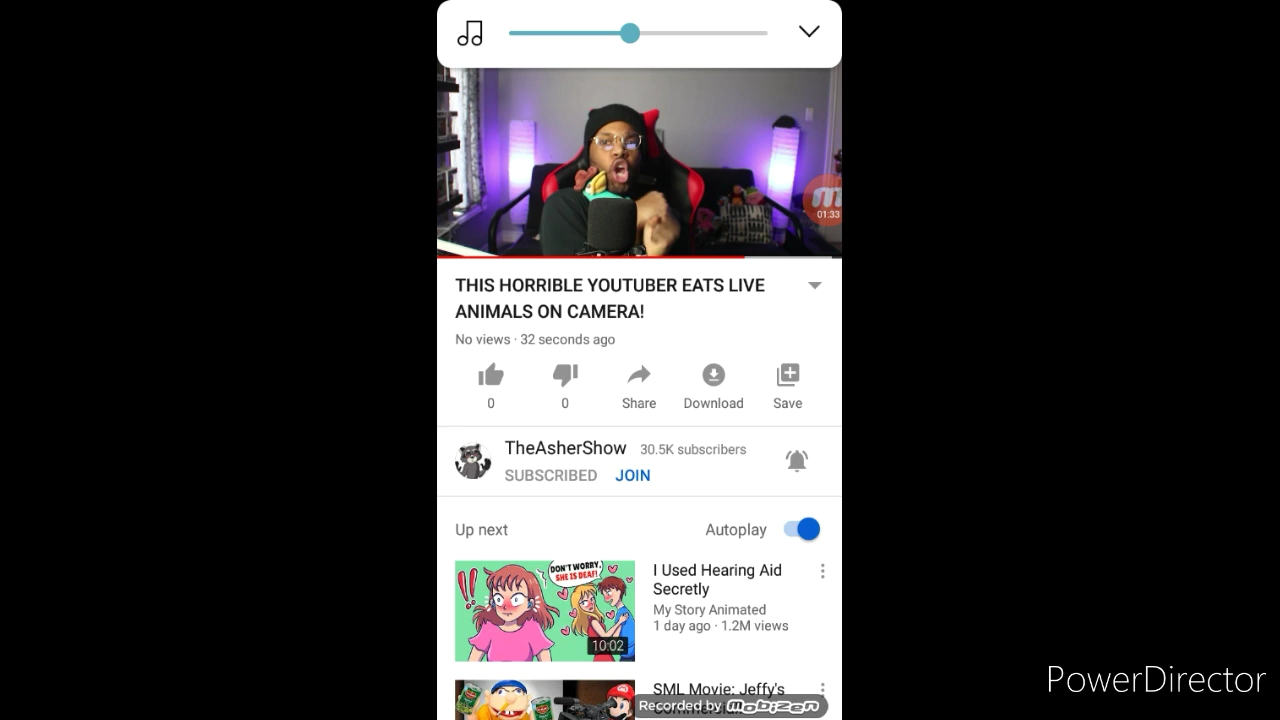 01:33
THIS HORRIBLE YOUTUBER EATS LIVE
ANIMALS ON CAMERA!
No views · 32 seconds ago
0
0
Share
Download
Save
TheAsherShow 30.5K subscribers
SUBSCRIBED JOIN
Up next
Autoplay
DON'T WORRY,
SHE IS DEAF!
10:02
I Used Hearing Aid
Secretly
My Story Animated
1 day ago · 1.2M views
SML Movie: Jeffy's
Recorded by Mobizen
PowerDirector